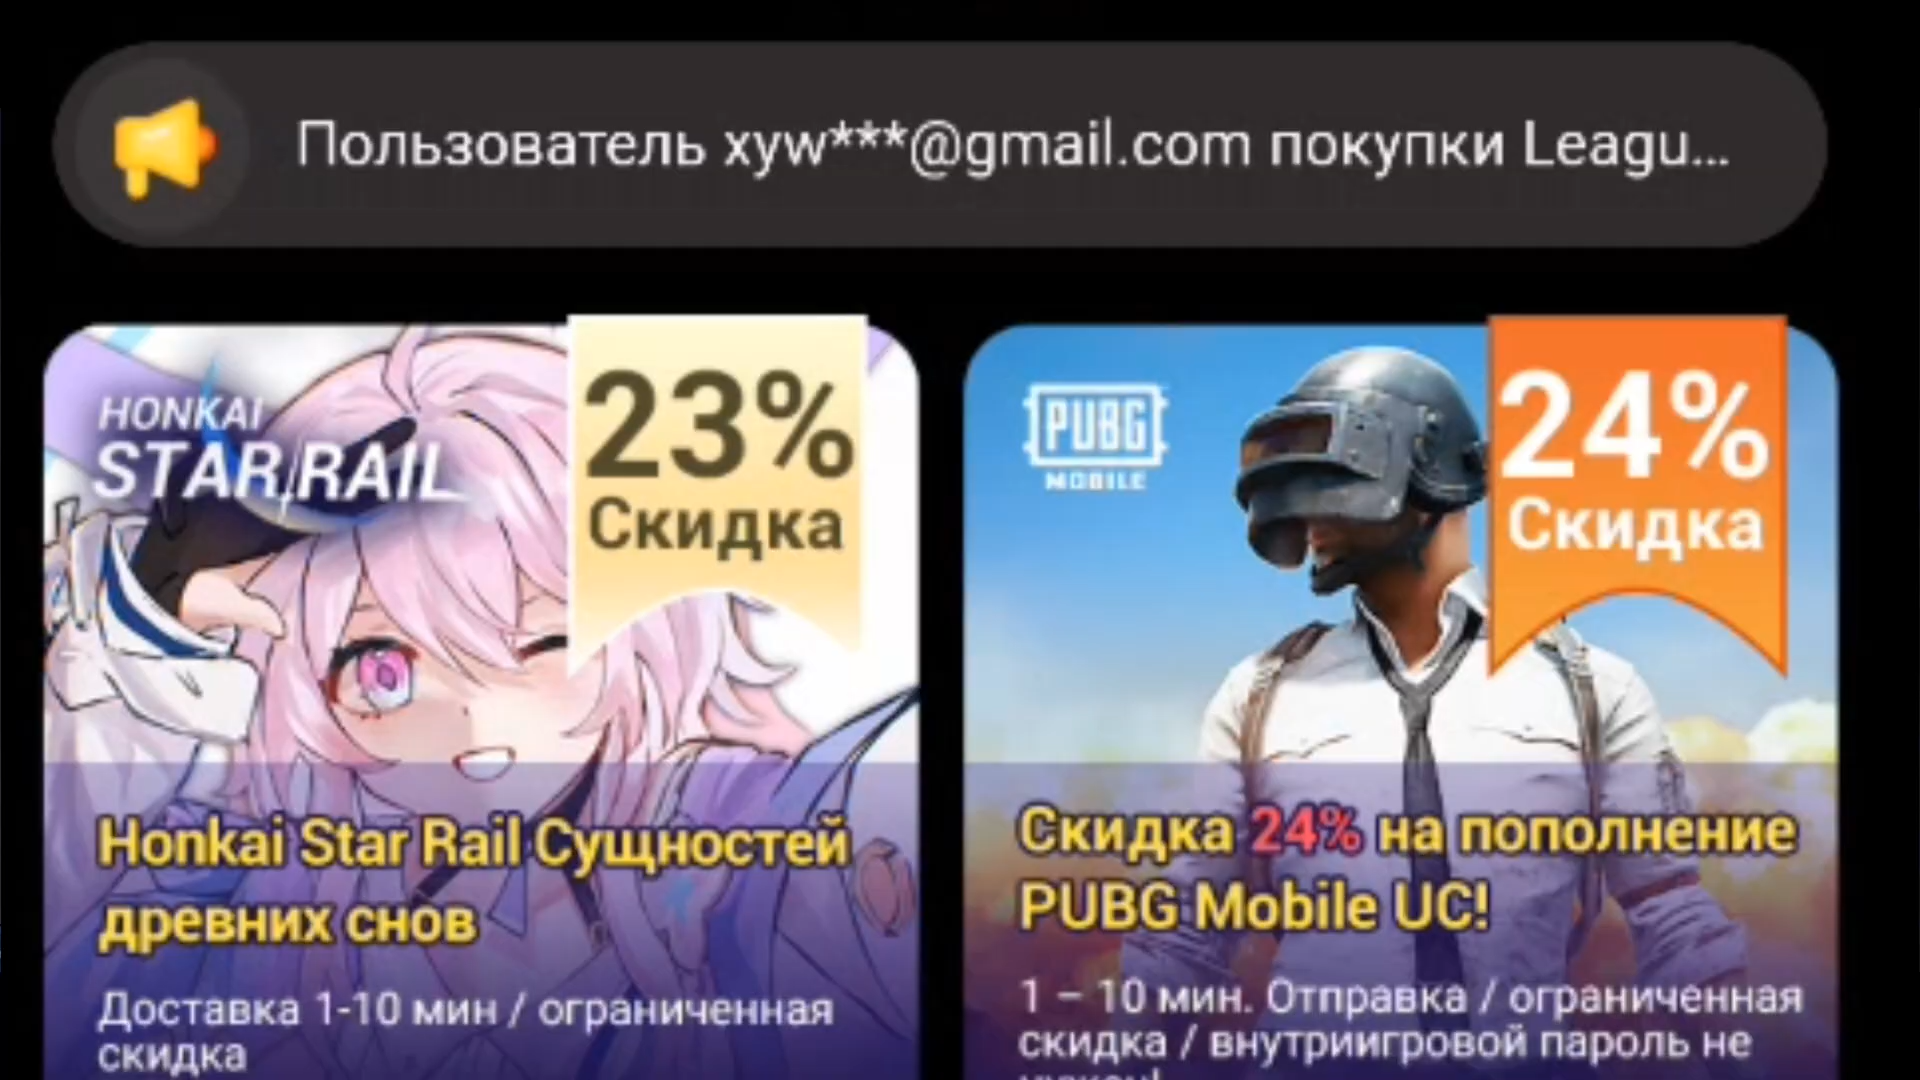 Пользователь xyw***@gmail.com покупки Leagu...
HONKAI
STAR RAIL
23%
Скидка
Honkai Star Rail Сущностей
древних снов
Доставка 1-10 мин / ограниченная
скидка
PUBG
MOBILE
24%
Скидка
Скидка 24% на пополнение
PUBG Mobile UC!
1 – 10 мин. Отправка / ограниченная
скидка / внутриигровой пароль не